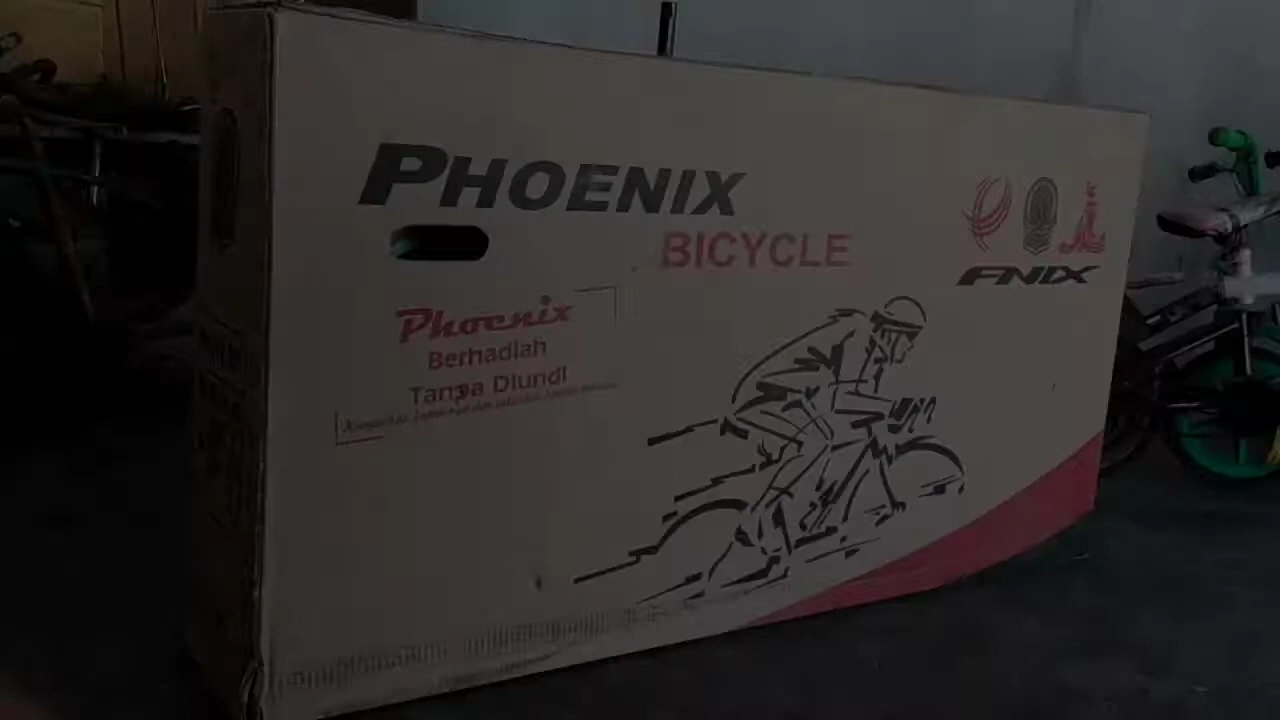 PHOENIX
BICYCLE
FNIX
Phoenix
Berhadiah
Tanpa Diundi